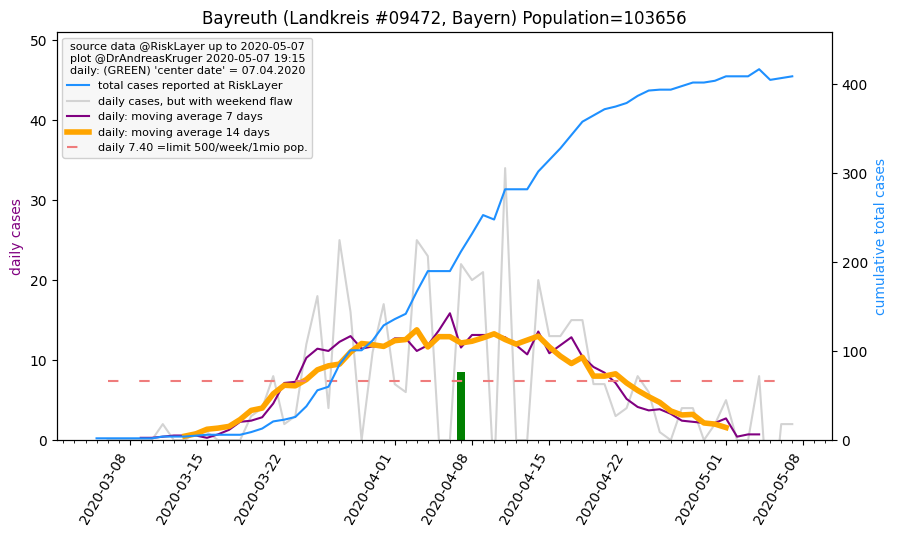 Bayreuth (Landkreis #09472, Bayern) Population=103656
source data @RiskLayer up to 2020-05-07
plot @DrAndreasKruger 2020-05-07 19:15
daily: (GREEN) 'center date' = 07.04.2020
total cases reported at RiskLayer
daily cases, but with weekend flaw
daily: moving average 7 days
daily: moving average 14 days
daily 7.40 =limit 500/week/1mio pop.
daily cases
50
40
30
20
10
0
400
300
200
100
0
cumulative total cases
2020-03-08
2020-03-15
2020-03-22
2020-04-01
2020-04-08
2020-04-15
2020-04-22
2020-05-01
2020-05-08